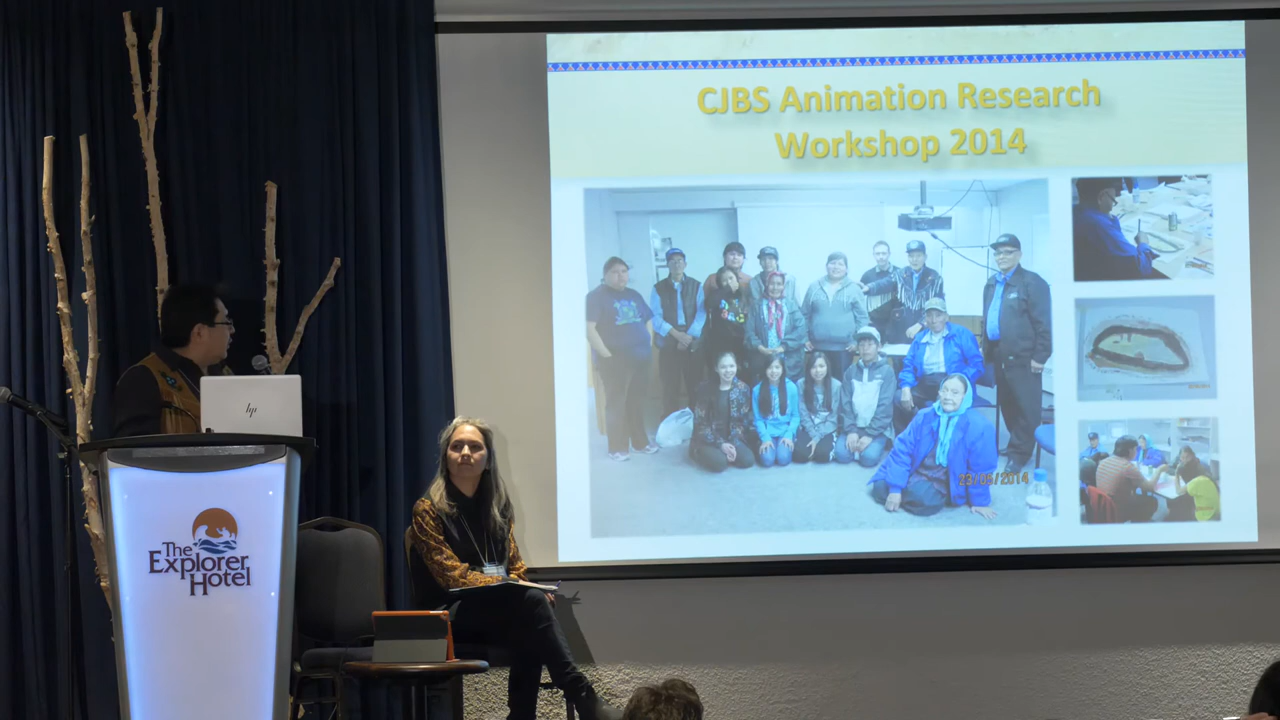 CJBS Animation Research
Workshop 2014
23/05/2014
hp
The
Explorer
Hotel